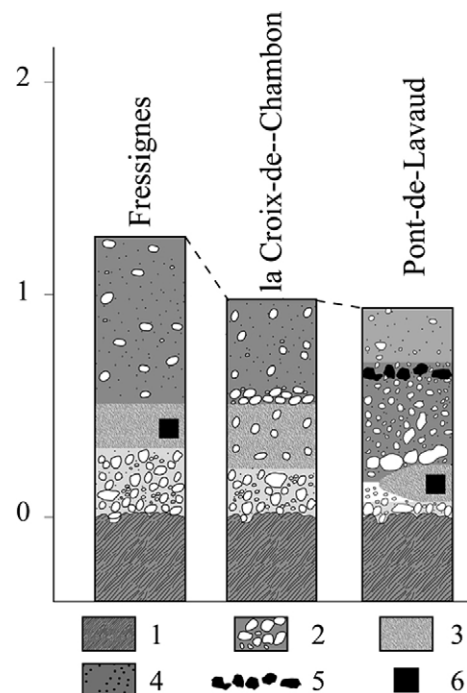 2
1
0
Fressignes
la Croix-de--Chambon
Pont-de-Lavaud
1 2 3
4 5 6